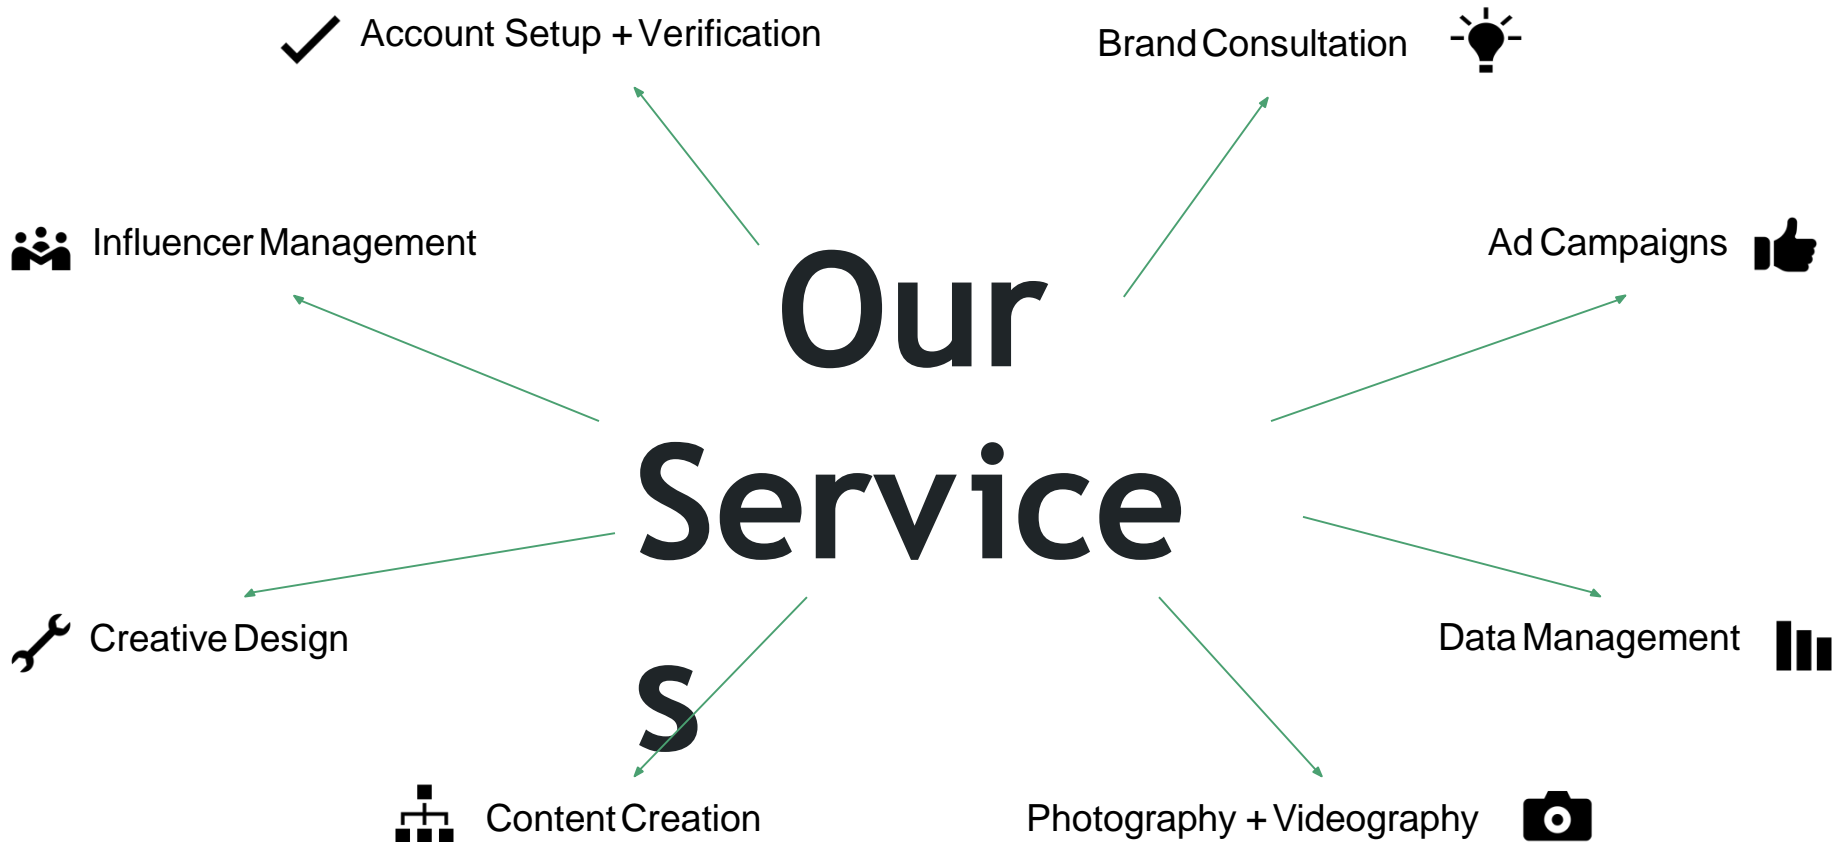 Account Setup + Verification
Brand Consultation
Influencer Management
Ad Campaigns
Our
Service
s
Creative Design
Data Management
Content Creation
Photography + Videography